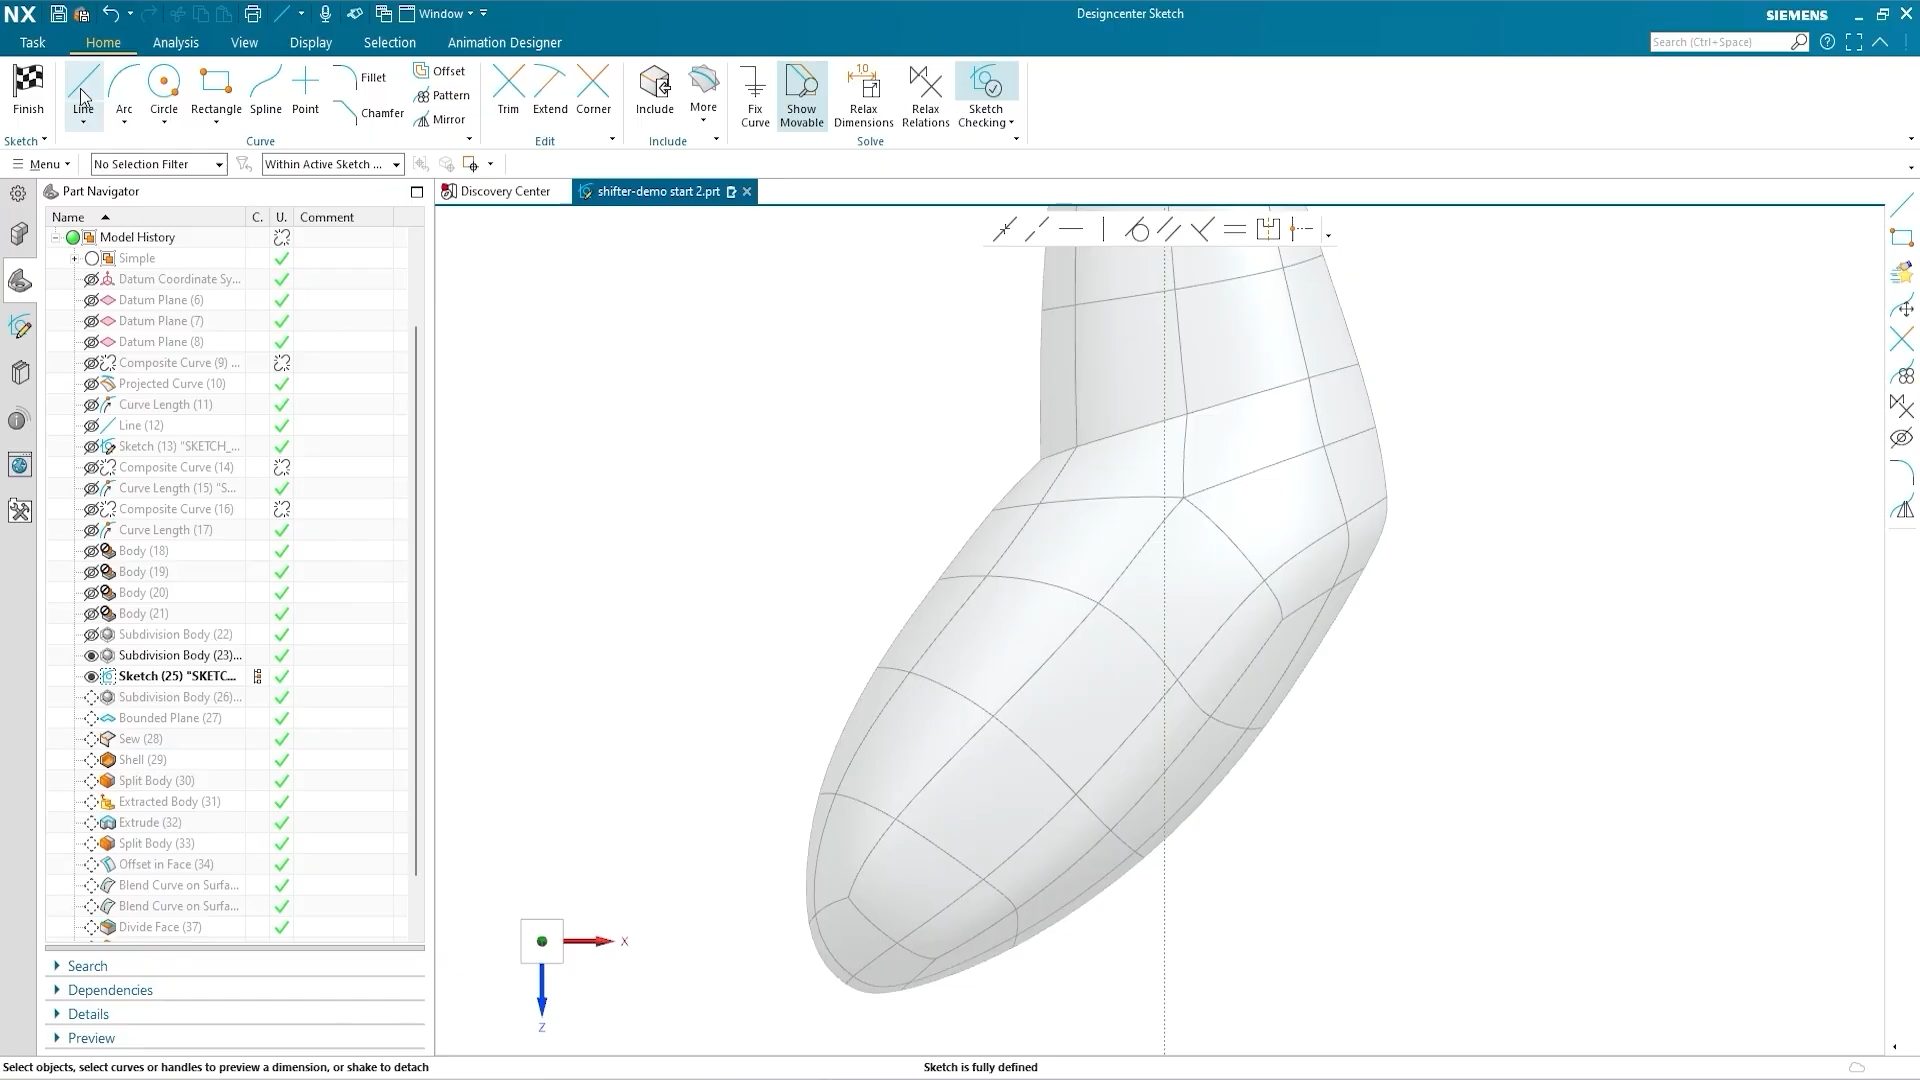 NX
Window
Designcenter Sketch
SIEMENS
Task
Home
Analysis
View
Display
Selection
Animation Designer
Search (Ctrl+Space)
Finish
Line
Arc
Circle
Rectangle
Spline
Point
Fillet
Chamfer
Offset
Pattern
Mirror
Trim
Extend
Corner
Include
More
Fix Curve
Show Movable
10
Relax Dimensions
Relax Relations
Sketch Checking
Sketch
Curve
Edit
Include
Solve
Menu
No Selection Filter
Within Active Sketch ...
Part Navigator
Discovery Center
shifter-demo start 2.prt
Name
C.
U.
Comment
Model History
Simple
Datum Coordinate Sy...
Datum Plane (6)
Datum Plane (7)
Datum Plane (8)
Composite Curve (9) ...
Projected Curve (10)
Curve Length (11)
Line (12)
Sketch (13) "SKETCH_...
Composite Curve (14)
Curve Length (15) "S...
Composite Curve (16)
Curve Length (17)
Body (18)
Body (19)
Body (20)
Body (21)
Subdivision Body (22)
Subdivision Body (23)...
Sketch (25) "SKETC...
Subdivision Body (26)...
Bounded Plane (27)
Sew (28)
Shell (29)
Split Body (30)
Extracted Body (31)
Extrude (32)
Split Body (33)
Offset in Face (34)
Blend Curve on Surfa...
Blend Curve on Surfa...
Divide Face (37)
X
Z
Search
Dependencies
Details
Preview
Select objects, select curves or handles to preview a dimension, or shake to detach
Sketch is fully defined